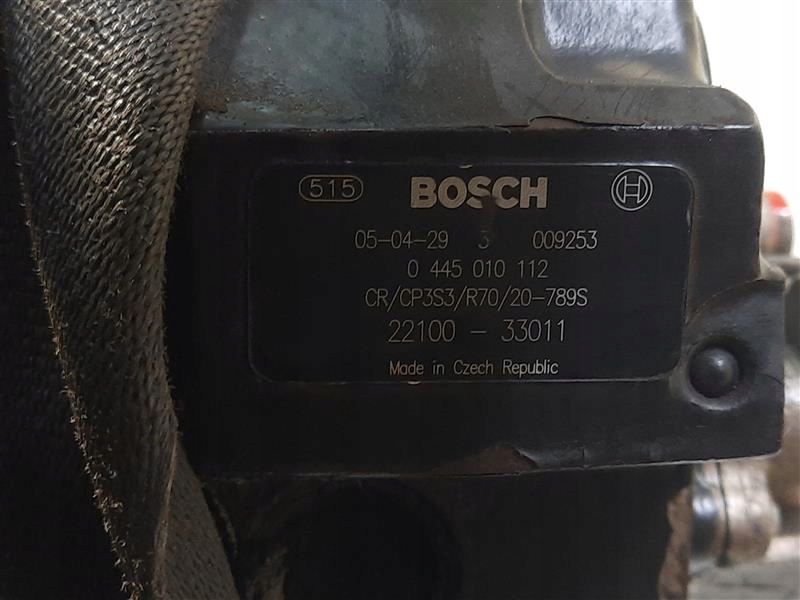 515 BOSCH
05-04-29 3 009253
0 445 010 112
CR/CP3S3/R70/20-789S
22100 - 33011
Made in Czech Republic